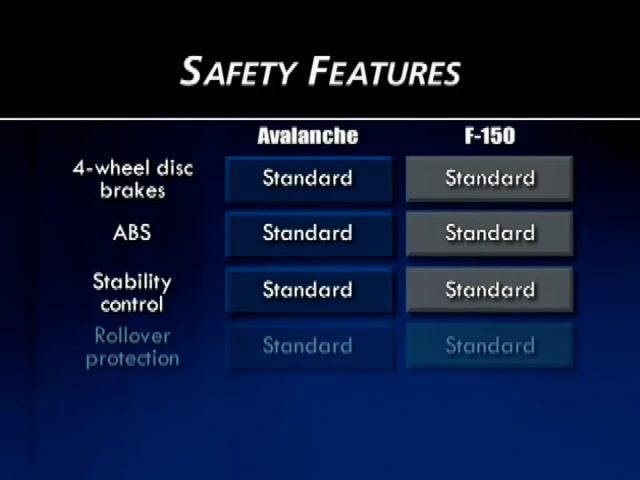 SAFETY FEATURES
Avalanche F-150
4-wheel disc brakes Standard Standard
ABS Standard Standard
Stability control Standard Standard
Rollover protection Standard Standard